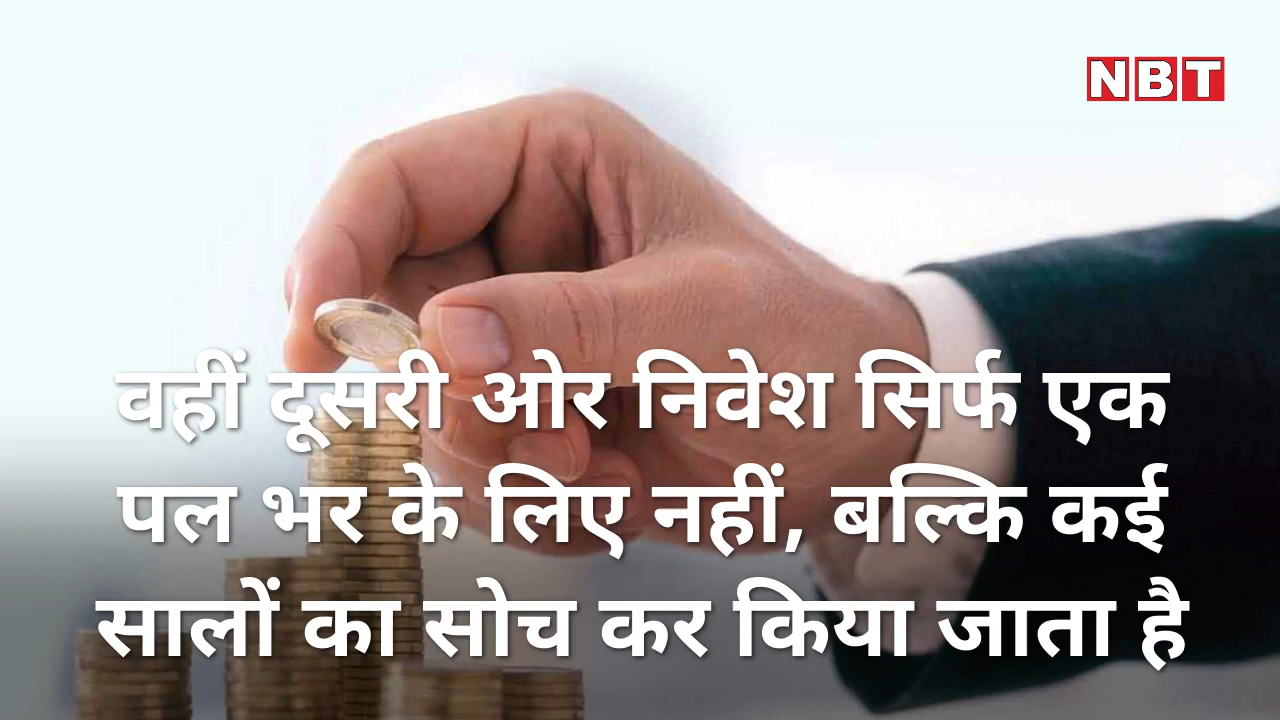 NBT
वहीं दूसरी ओर निवेश सिर्फ एक
पल भर के लिए नहीं, बल्कि कई
सालों का सोच कर किया जाता है